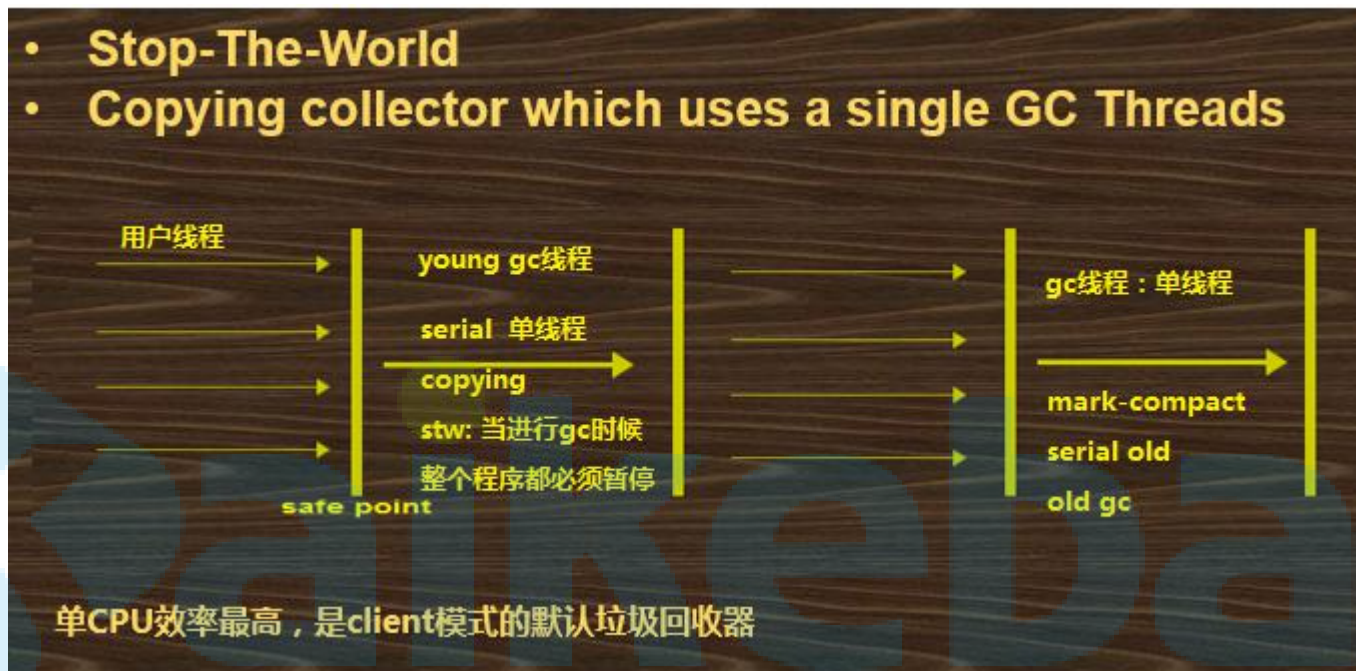 • Stop-The-World
• Copying collector which uses a single GC Threads
用户线程
young gc线程
serial 单线程
copying
stw: 当进行gc时候
整个程序都必须暂停
safe point
gc线程：单线程
mark-compact
serial old
old gc
单CPU效率最高，是client模式的默认垃圾回收器
aikeba